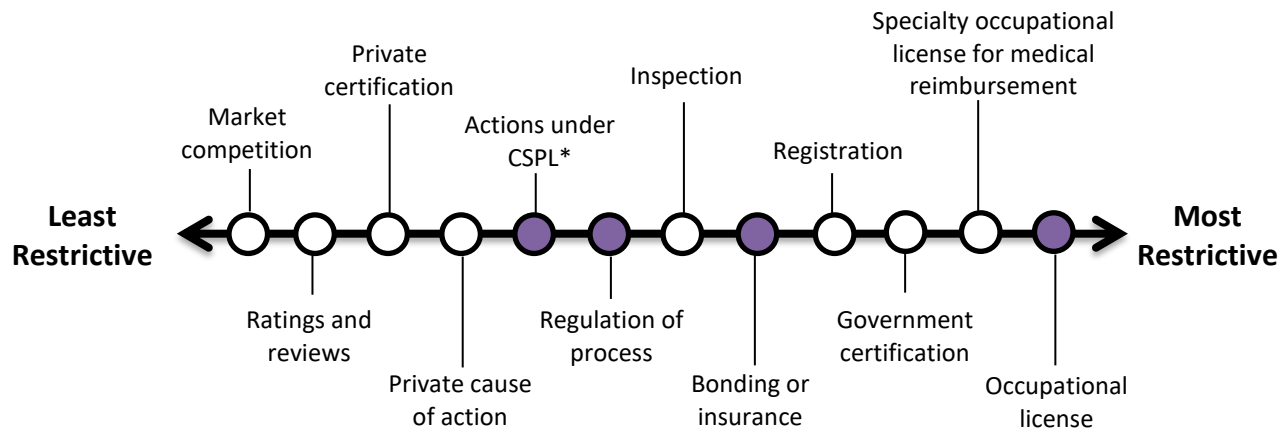 Specialty occupational
license for medical
reimbursement
Private
certification
Inspection
Market
competition
Actions under
CSPL*
Registration
Least
Restrictive
Most
Restrictive
Ratings and
reviews
Regulation of
process
Government
certification
Private cause
of action
Bonding or
insurance
Occupational
license